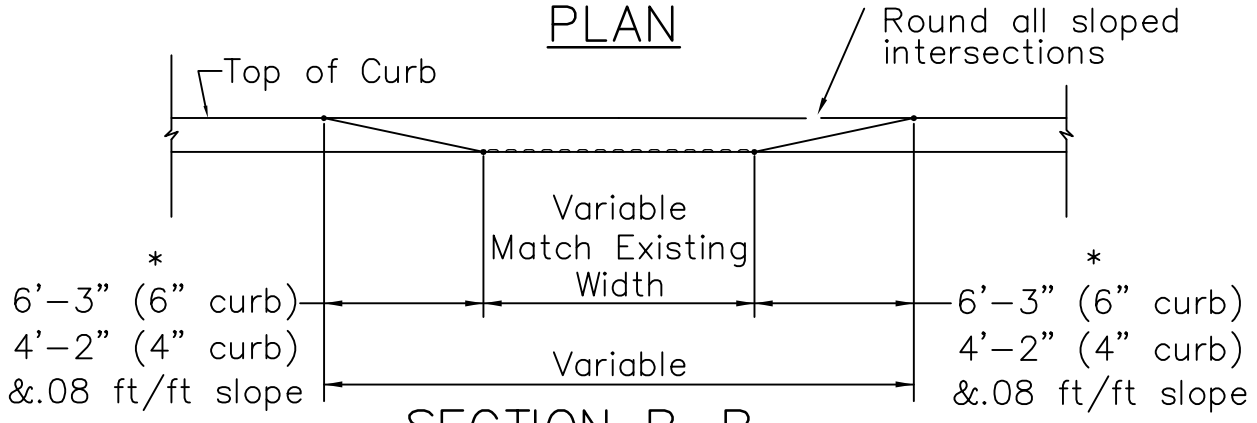 PLAN
Round all sloped
intersections
Top of Curb
Variable
Match Existing
Width
*
6'-3" (6" curb)
4'-2" (4" curb)
&.08 ft/ft slope
*
6'-3" (6" curb)
4'-2" (4" curb)
&.08 ft/ft slope
Variable
SECTION B-B